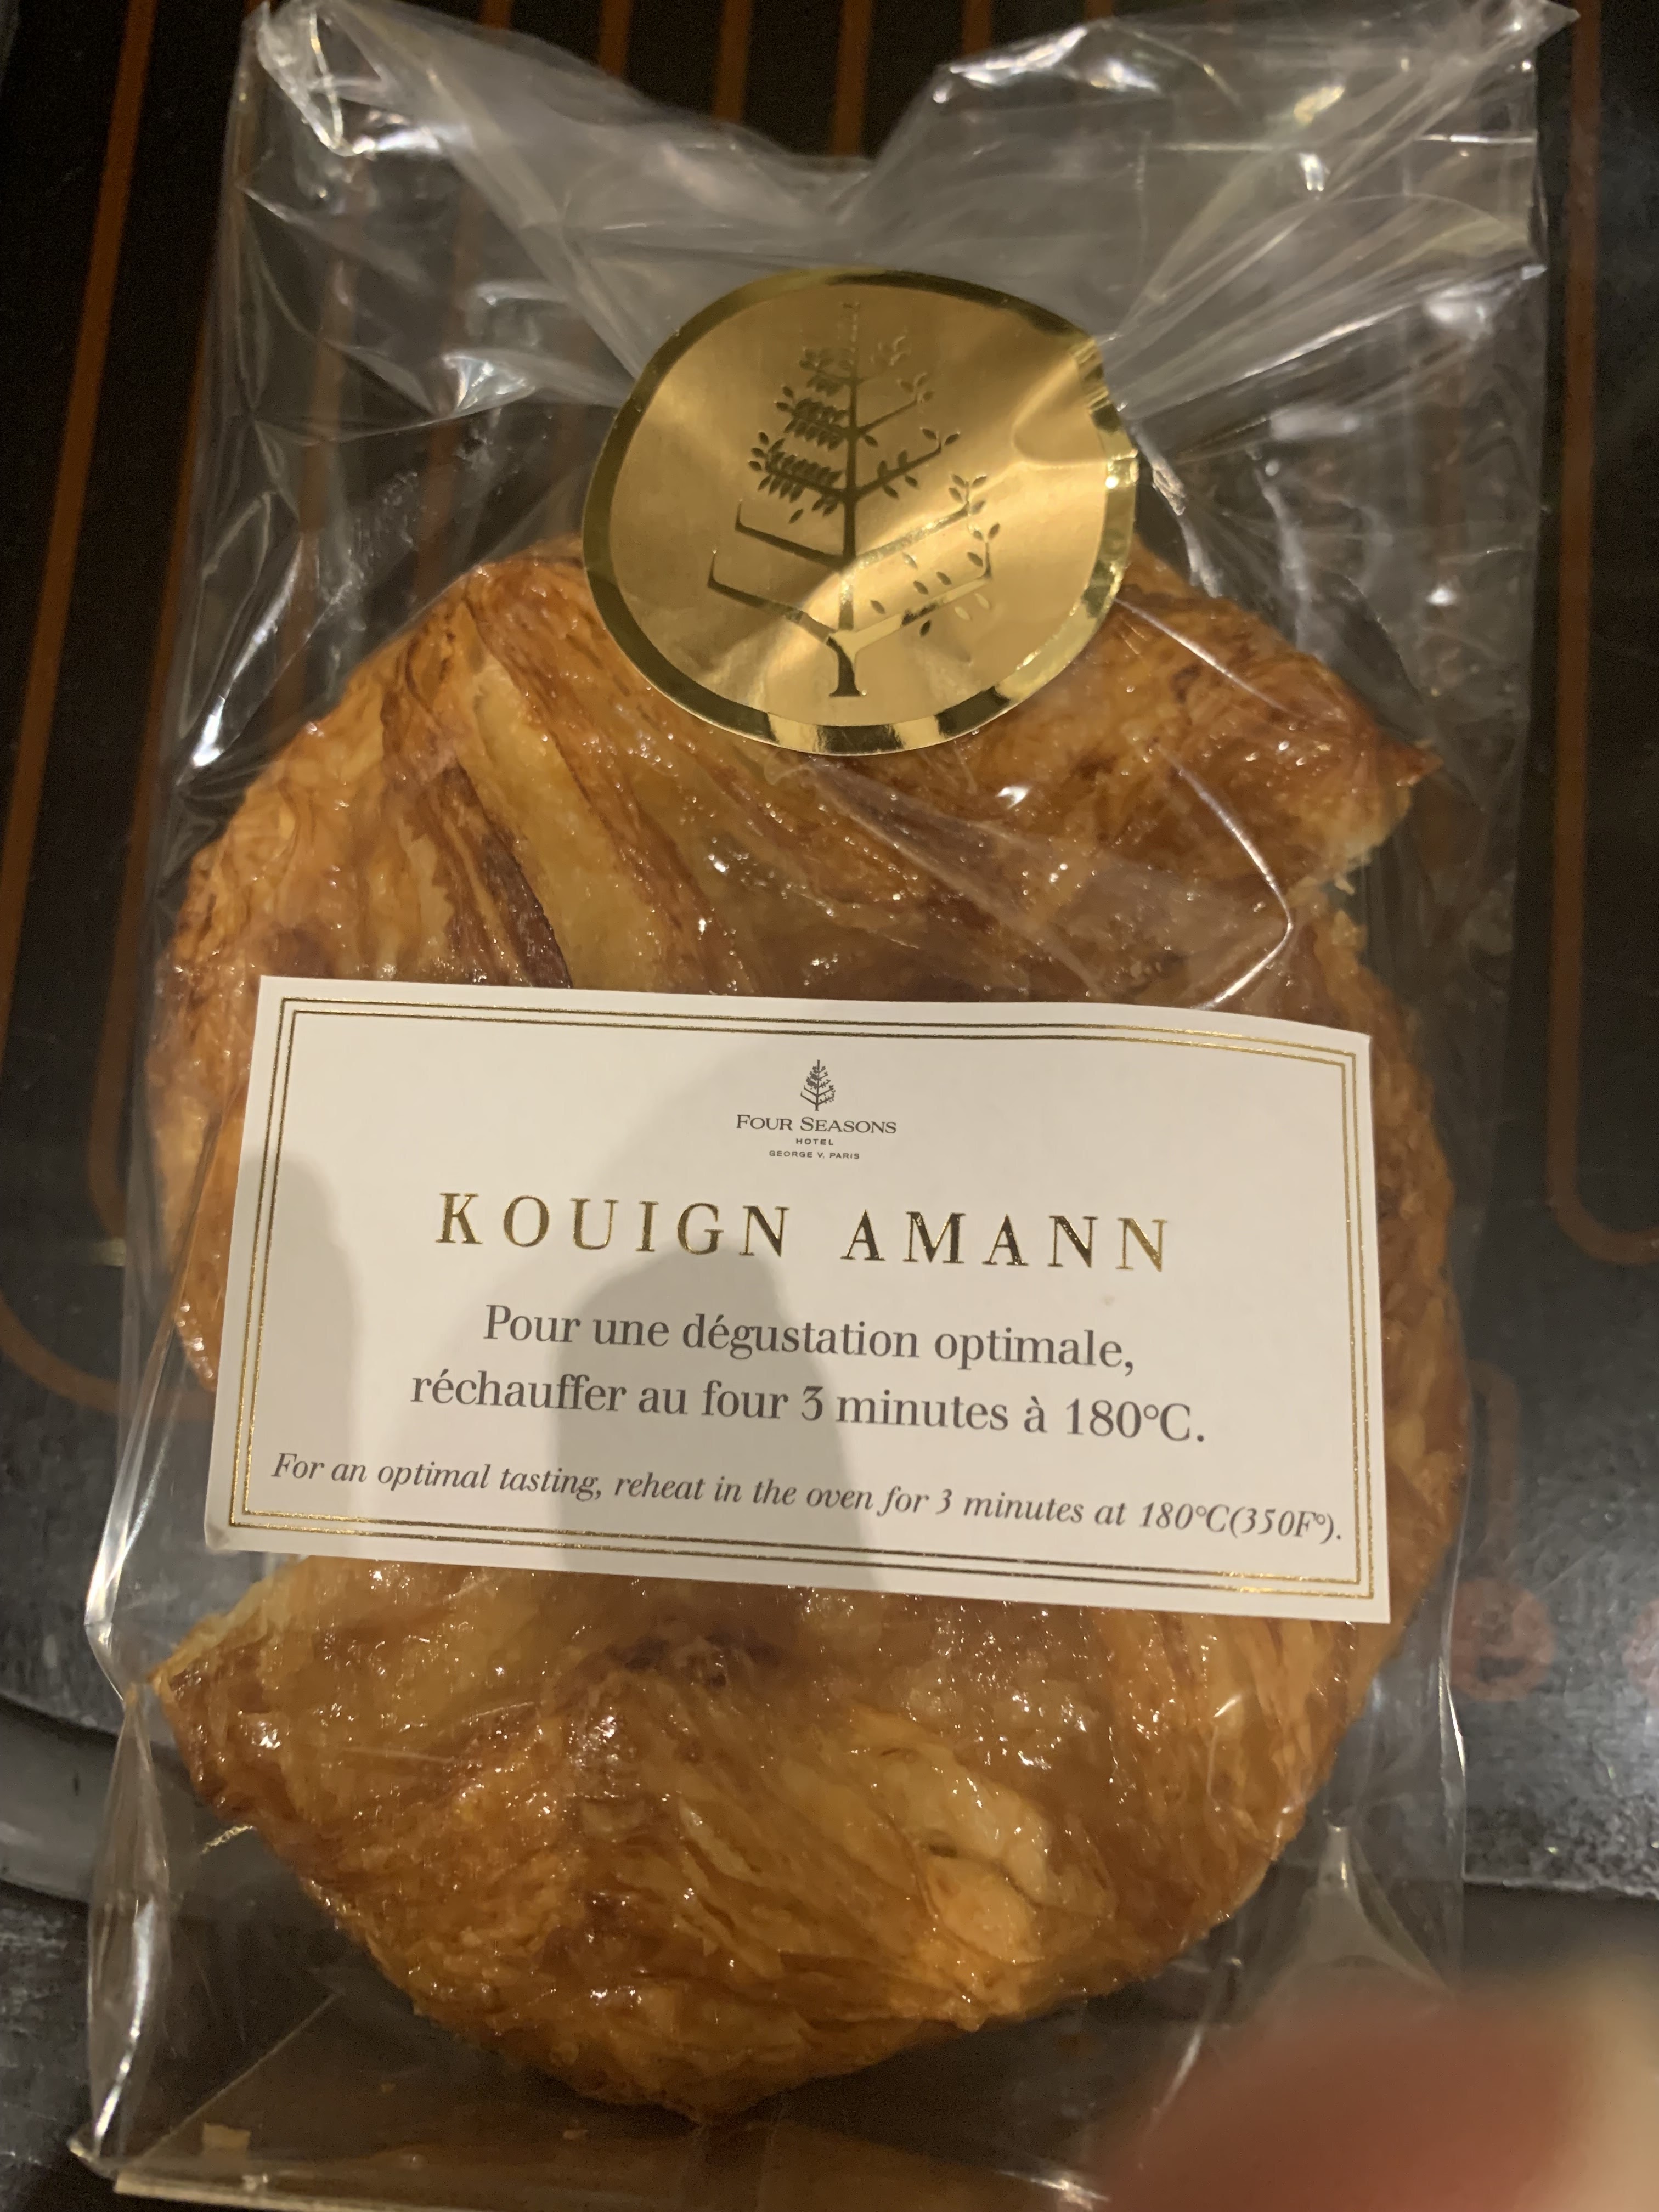 FOUR SEASONS
HOTEL
GEORGE V, PARIS
KOUIGN AMANN
Pour une dégustation optimale,
réchauffer au four 3 minutes à 180°C.
For an optimal tasting, reheat in the oven for 3 minutes at 180°C(350F°).